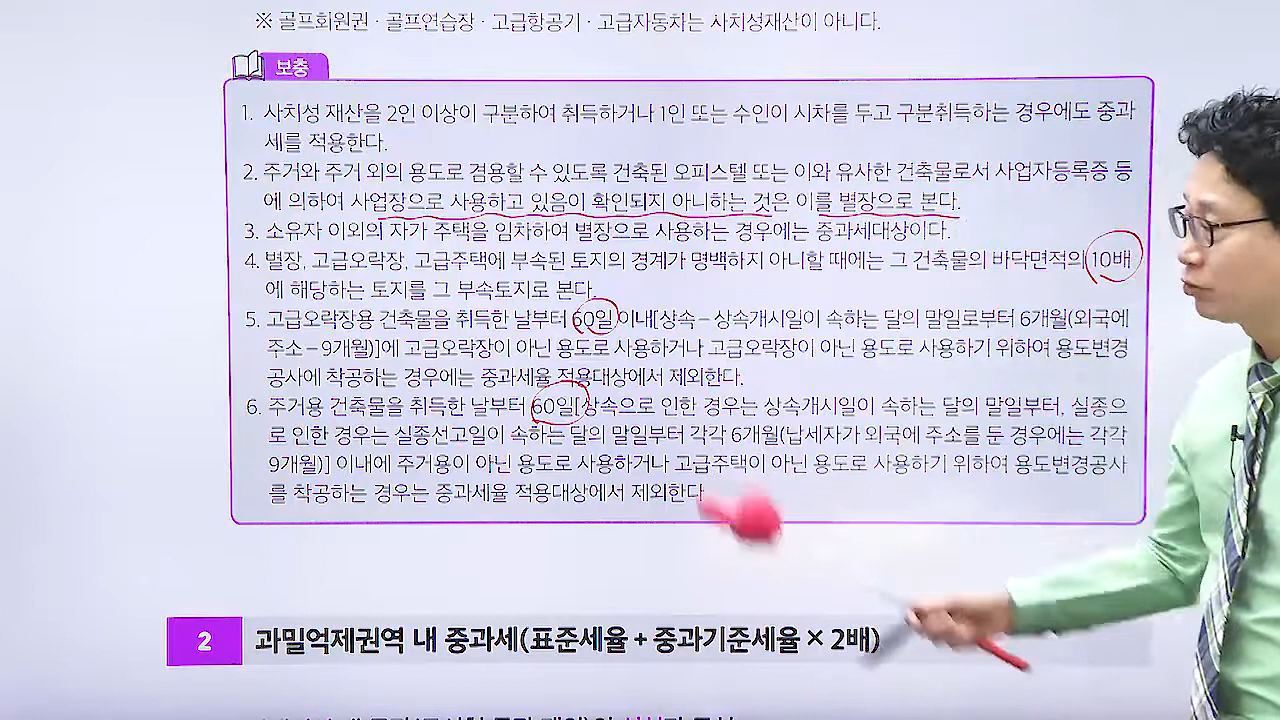 ※ 골프회원권 · 골프연습장 · 고급항공기 · 고급자동차는 사치성재산이 아니다.
보충
1. 사치성 재산을 2인 이상이 구분하여 취득하거나 1인 또는 수인이 시차를 두고 구분취득하는 경우에도 중과
세를 적용한다.
2. 주거와 주거 외의 용도로 겸용할 수 있도록 건축된 오피스텔 또는 이와 유사한 건축물로서 사업자등록증 등
에 의하여 사업장으로 사용하고 있음이 확인되지 아니하는 것은 이를 별장으로 본다.
3. 소유자 이외의 자가 주택을 임차하여 별장으로 사용하는 경우에는 중과세대상이다.
4. 별장, 고급오락장, 고급주택에 부속된 토지의 경계가 명백하지 아니할 때에는 그 건축물의 바닥면적의 10배
에 해당하는 토지를 그 부속토지로 본다.
5. 고급오락장용 건축물을 취득한 날부터 60일 이내[상속-상속개시일이 속하는 달의 말일로부터 6개월(외국에
주소-9개월)]에 고급오락장이 아닌 용도로 사용하거나 고급오락장이 아닌 용도로 사용하기 위하여 용도변경
공사에 착공하는 경우에는 중과세율 적용대상에서 제외한다.
6. 주거용 건축물을 취득한 날부터 60일[상속으로 인한 경우는 상속개시일이 속하는 달의 말일부터, 실종으
로 인한 경우는 실종선고일이 속하는 달의 말일부터 각각 6개월(납세자가 외국에 주소를 둔 경우에는 각각
9개월)] 이내에 주거용이 아닌 용도로 사용하거나 고급주택이 아닌 용도로 사용하기 위하여 용도변경공사
를 착공하는 경우는 중과세율 적용대상에서 제외한다
2 과밀억제권역 내 중과세(표준세율 + 중과기준세율 × 2배)